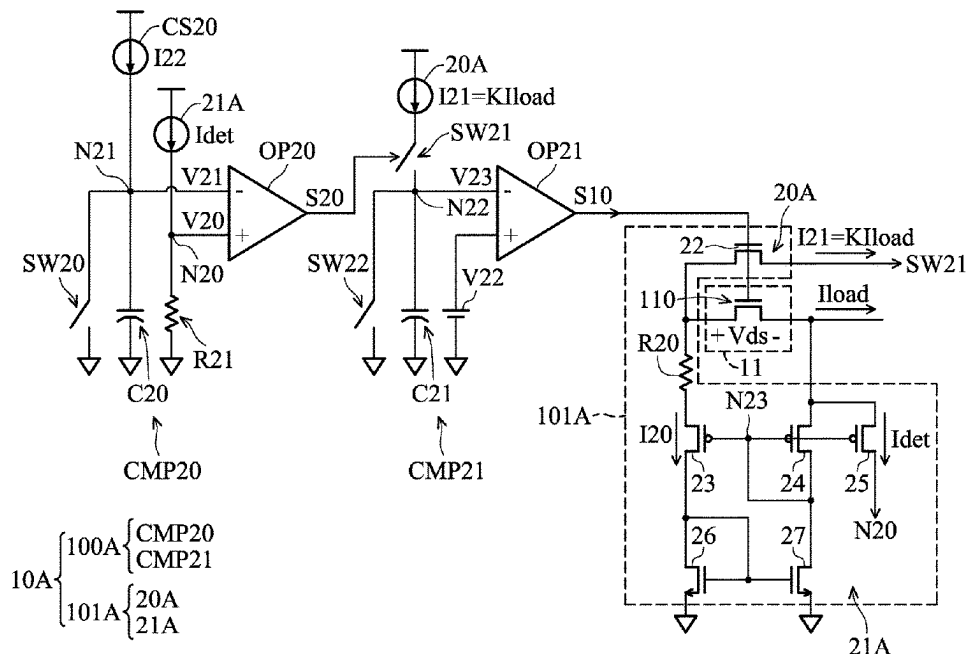 CS20
I22
21A
Idet
20A
I21=KIload
OP20
SW21
OP21
N21
V21
-
S20
V23
-
N22
S10
20A
I21=KIload
SW21
V20
+
N20
+
V22
22
SW20
SW22
110
Iload
+ Vds -
R20
11
R21
C20
C21
101A
N23
I20
Idet
CMP20
CMP21
23
24
25
N20
26
27
10A
100A
CMP20
CMP21
101A
20A
21A
21A